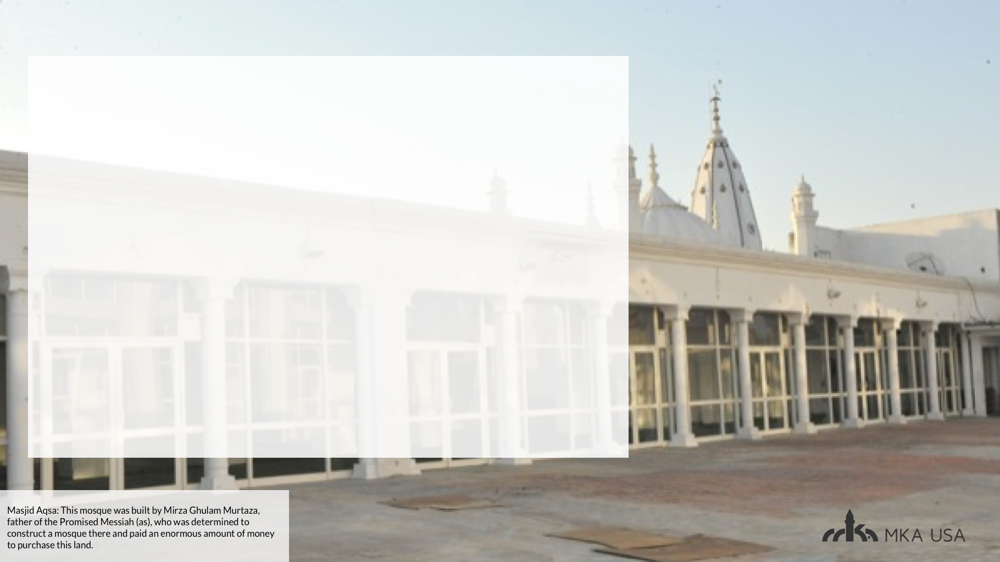 Masjid Aqsa: This mosque was built by Mirza Ghulam Murtaza,
father of the Promised Messiah (as), who was determined to
construct a mosque there and paid an enormous amount of money
to purchase this land.
MKA USA